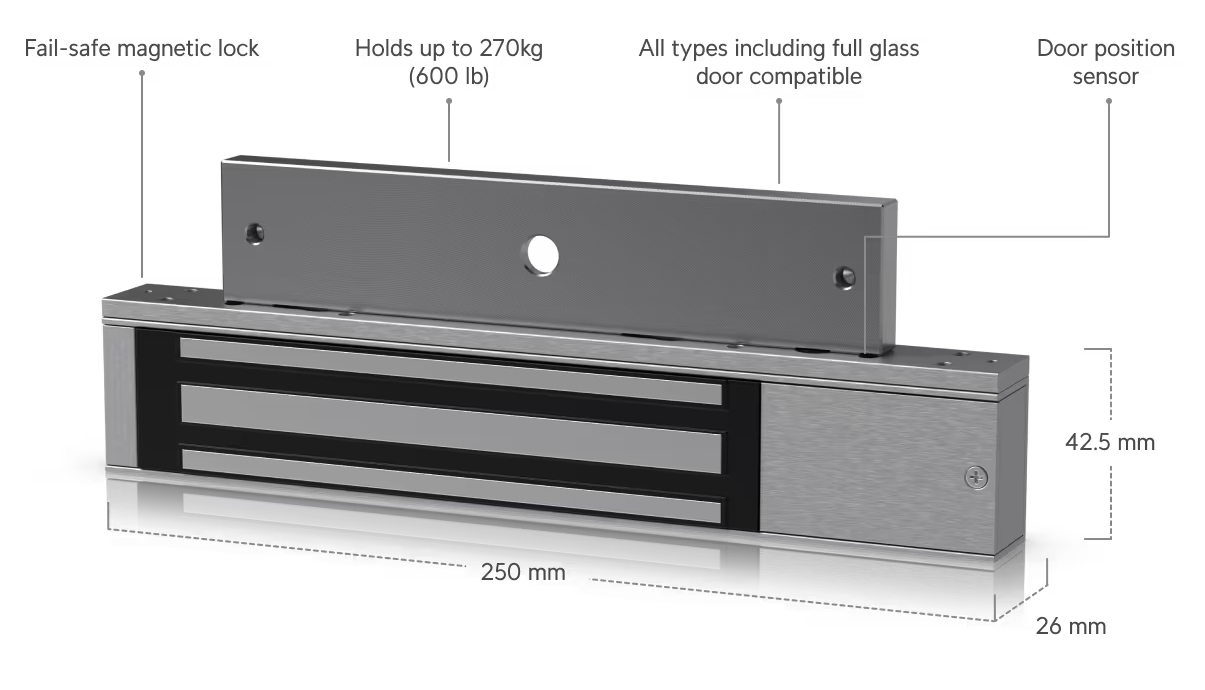 Fail-safe magnetic lock
Holds up to 270kg
(600 lb)
All types including full glass
door compatible
Door position
sensor
42.5 mm
250 mm
26 mm